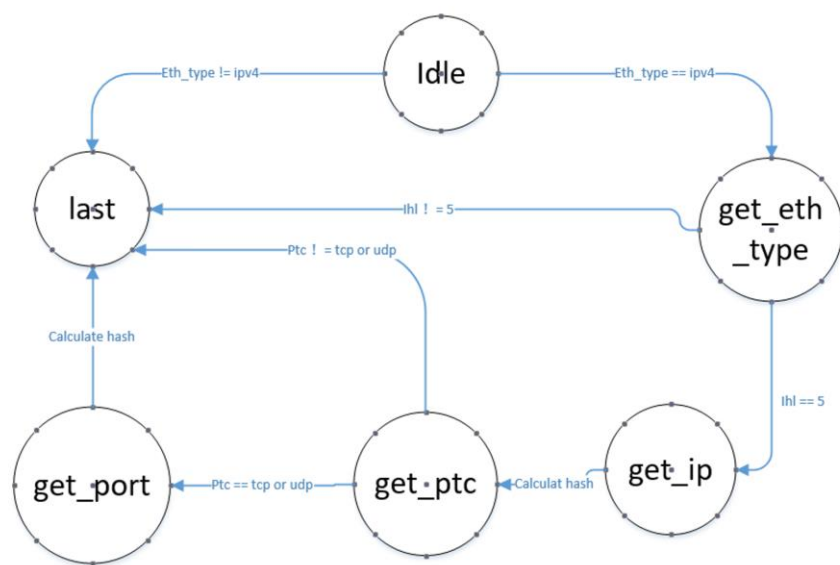 Idle
Eth_type != ipv4
Eth_type == ipv4
last
Ihl ! = 5
get_eth
_type
Ptc ! = tcp or udp
Calculate hash
Ihl == 5
get_port
Ptc == tcp or udp
get_ptc
Calculat hash
get_ip